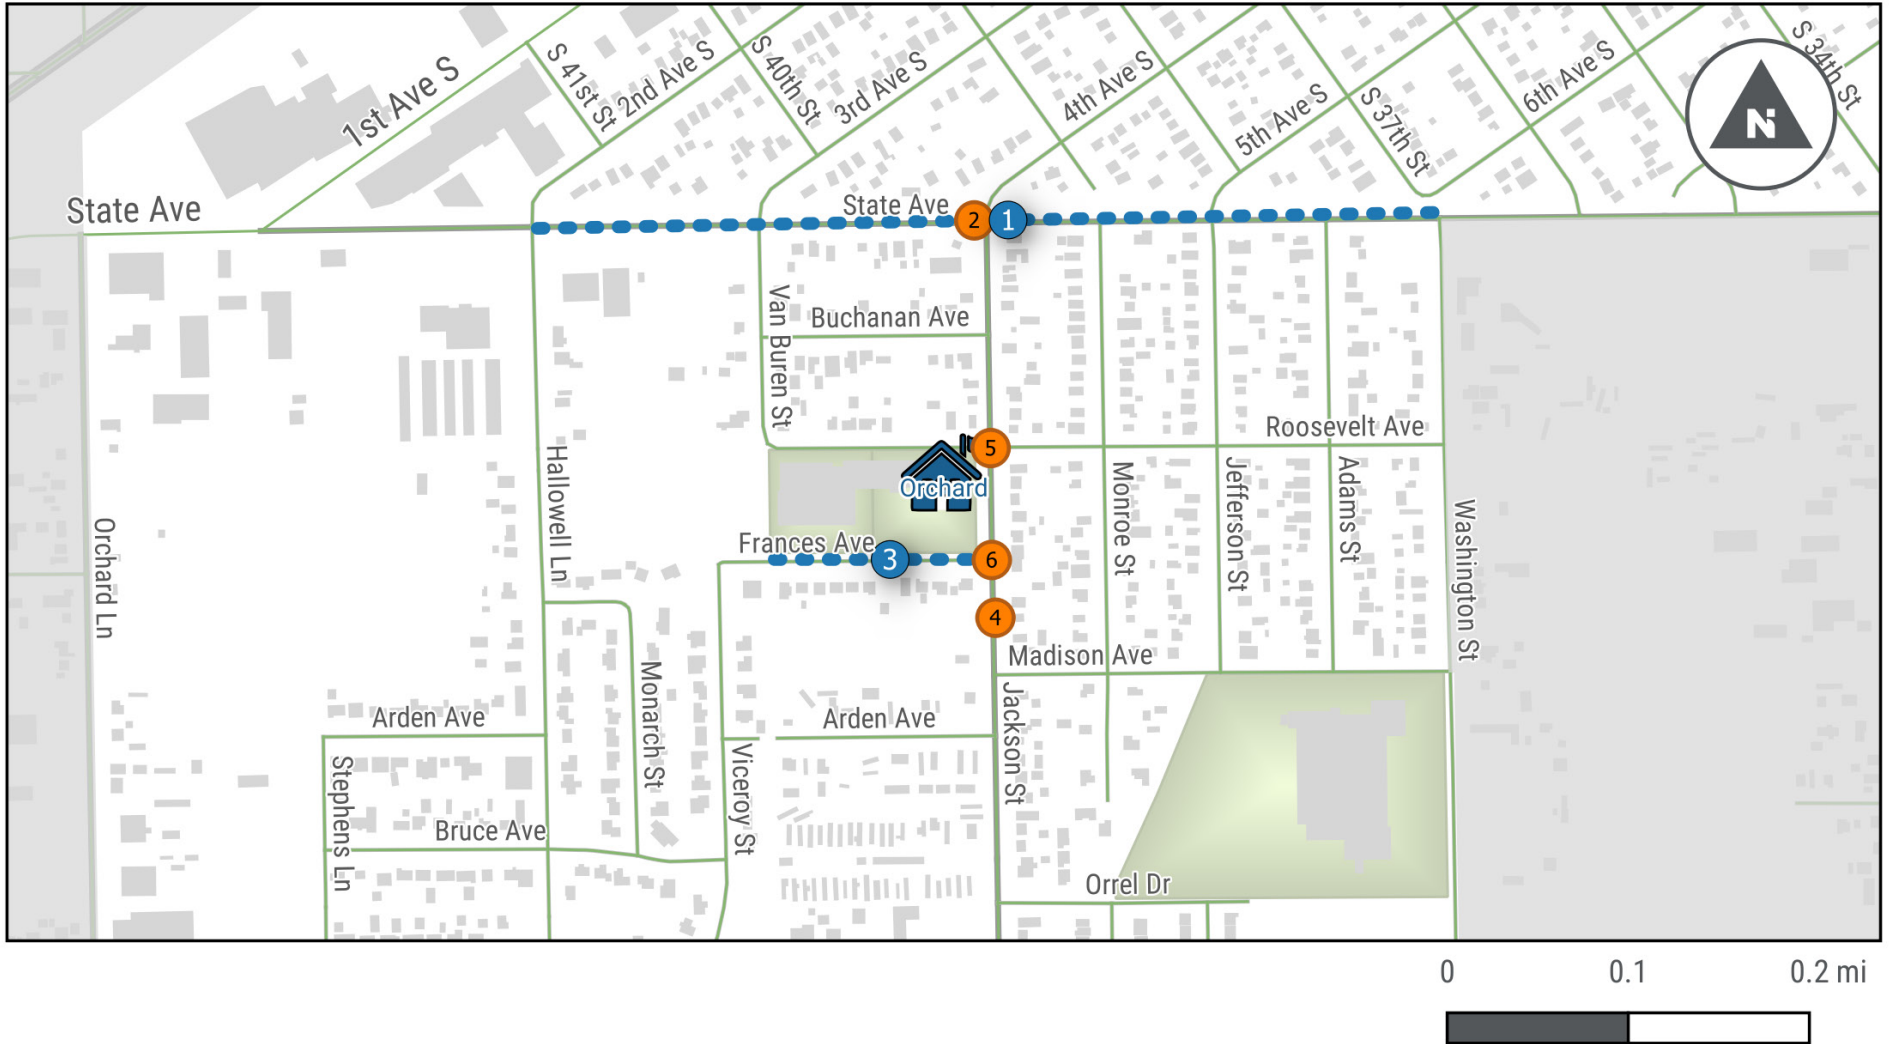 S 34th St
S 41st St
2nd Ave S
S 40th St
3rd Ave S
4th Ave S
6th Ave S
1st Ave S
5th Ave S
S 37th St
N
State Ave
State Ave
2
1
Van Buren St
Buchanan Ave
Roosevelt Ave
5
Orchard
Hallowell Ln
Monroe St
Jefferson St
Adams St
Washington St
Orchard Ln
Frances Ave
3
6
4
Madison Ave
Monarch St
Jackson St
Arden Ave
Arden Ave
Stephens Ln
Viceroy St
Bruce Ave
Orrel Dr
0 0.1 0.2 mi